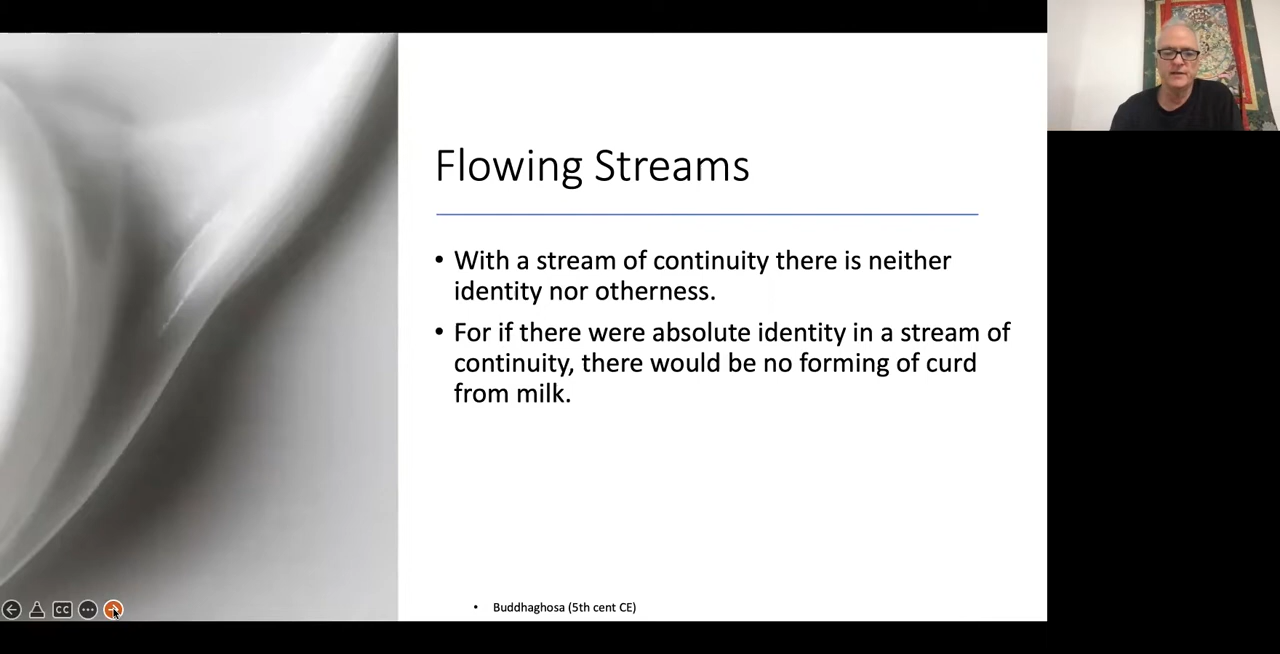 Flowing Streams
• With a stream of continuity there is neither
identity nor otherness.
• For if there were absolute identity in a stream of
continuity, there would be no forming of curd
from milk.
• Buddhaghosa (5th cent CE)
CC